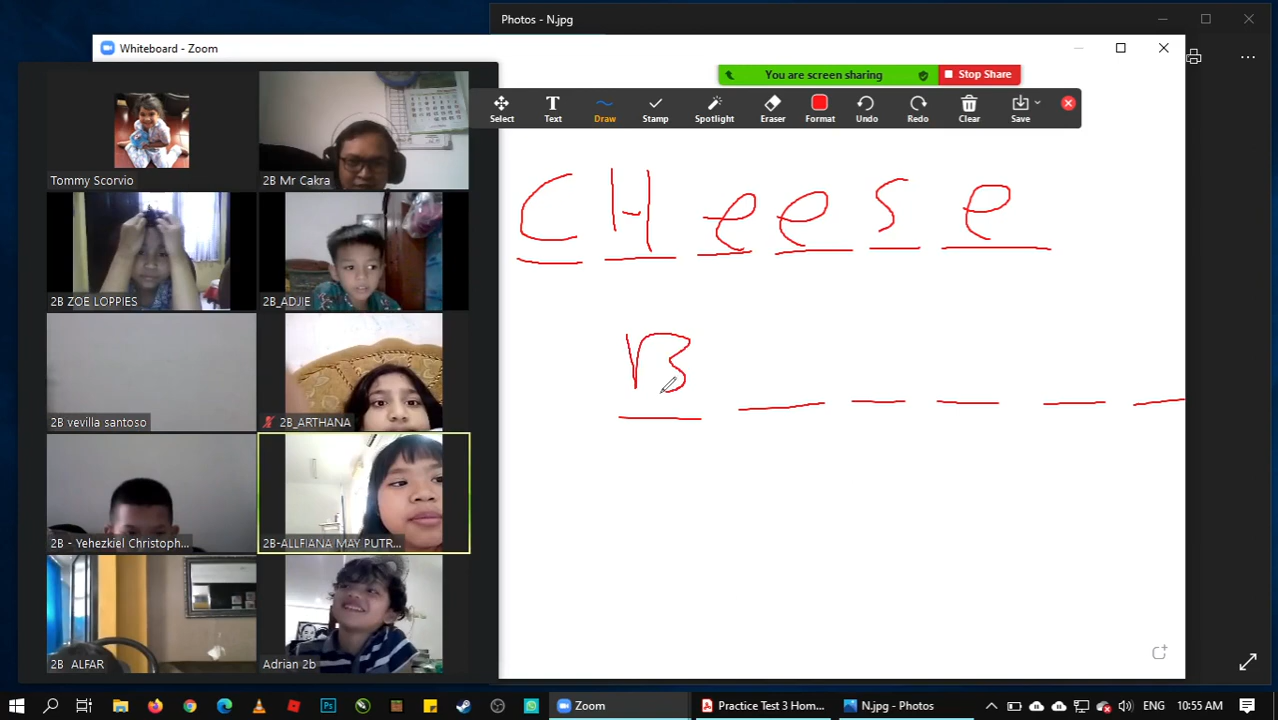 Photos - N.jpg
Whiteboard - Zoom
You are screen sharing
Stop Share
Select
Text
Draw
Stamp
Spotlight
Eraser
Format
Undo
Redo
Clear
Save
Tommy Scorvio
2B Mr Cakra
2B ZOE LOPPIES
2B_ADJIE
2B vevilla santoso
2B_ARTHANA
2B - Yehezkiel Christoph...
2B-ALLFIANA MAY PUTR...
2B ALFAR
Adrian 2b
CHeese
B
Zoom
Practice Test 3 Hom...
N.jpg - Photos
ENG
10:55 AM